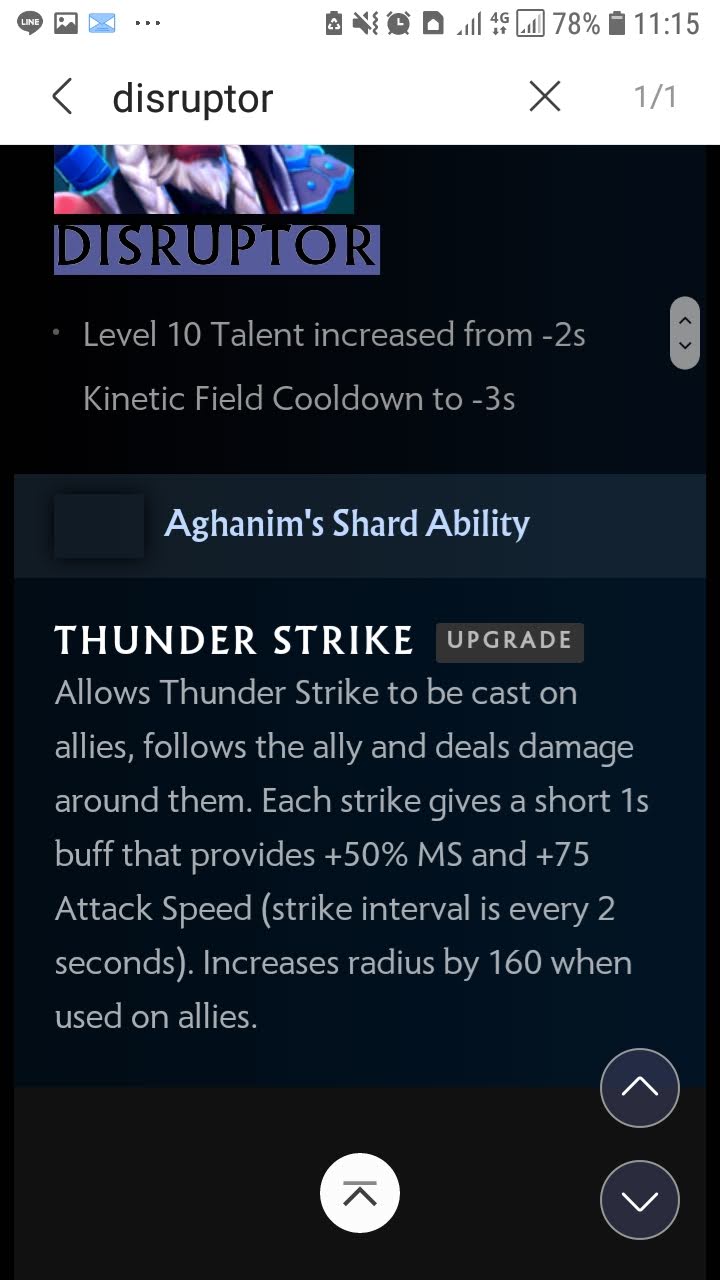 LINE ... 4G 78% 11:15
disruptor 1/1
DISRUPTOR
• Level 10 Talent increased from -2s
Kinetic Field Cooldown to -3s
Aghanim's Shard Ability
THUNDER STRIKE UPGRADE
Allows Thunder Strike to be cast on
allies, follows the ally and deals damage
around them. Each strike gives a short 1s
buff that provides +50% MS and +75
Attack Speed (strike interval is every 2
seconds). Increases radius by 160 when
used on allies.